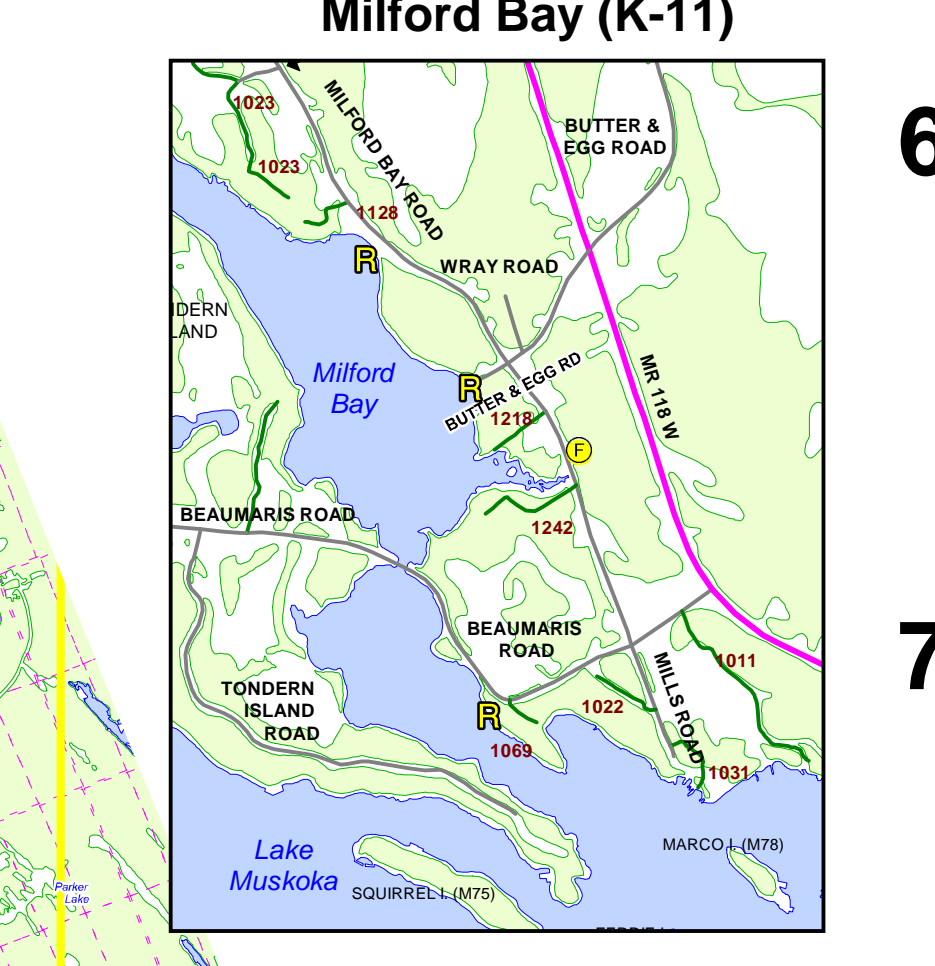 Milford Bay (K-11)
6
7
1023
1023
MILFORD BAY ROAD
1128
BUTTER &
EGG ROAD
R
WRAY ROAD
LAND
Milford
Bay
R
BUTTER & EGG RD
1218
MR 118 W
F
BEAUMARIS ROAD
1242
BEAUMARIS
ROAD
1011
MILLS ROAD
TONDERN
ISLAND
ROAD
1022
R
1069
1031
Lake
Muskoka
MARCO I. (M78)
SQUIRREL I. (M75)
Parker
Lake